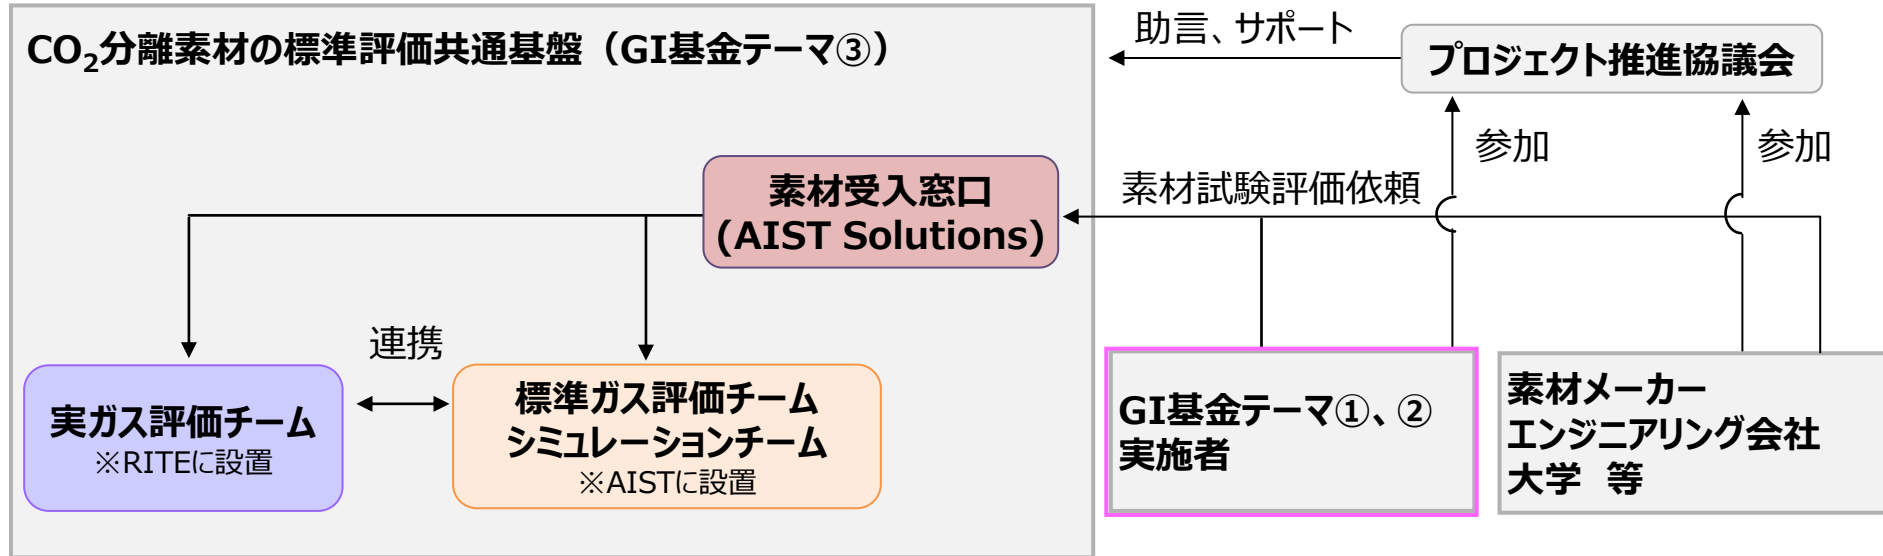 CO₂分離素材の標準評価共通基盤（GI基金テーマ③）
助言、サポート
プロジェクト推進協議会
参加
参加
素材試験評価依頼
素材受入窓口
(AIST Solutions)
連携
実ガス評価チーム
※RITEに設置
標準ガス評価チーム
シミュレーションチーム
※AISTに設置
GI基金テーマ①、②
実施者
素材メーカー
エンジニアリング会社
大学　等